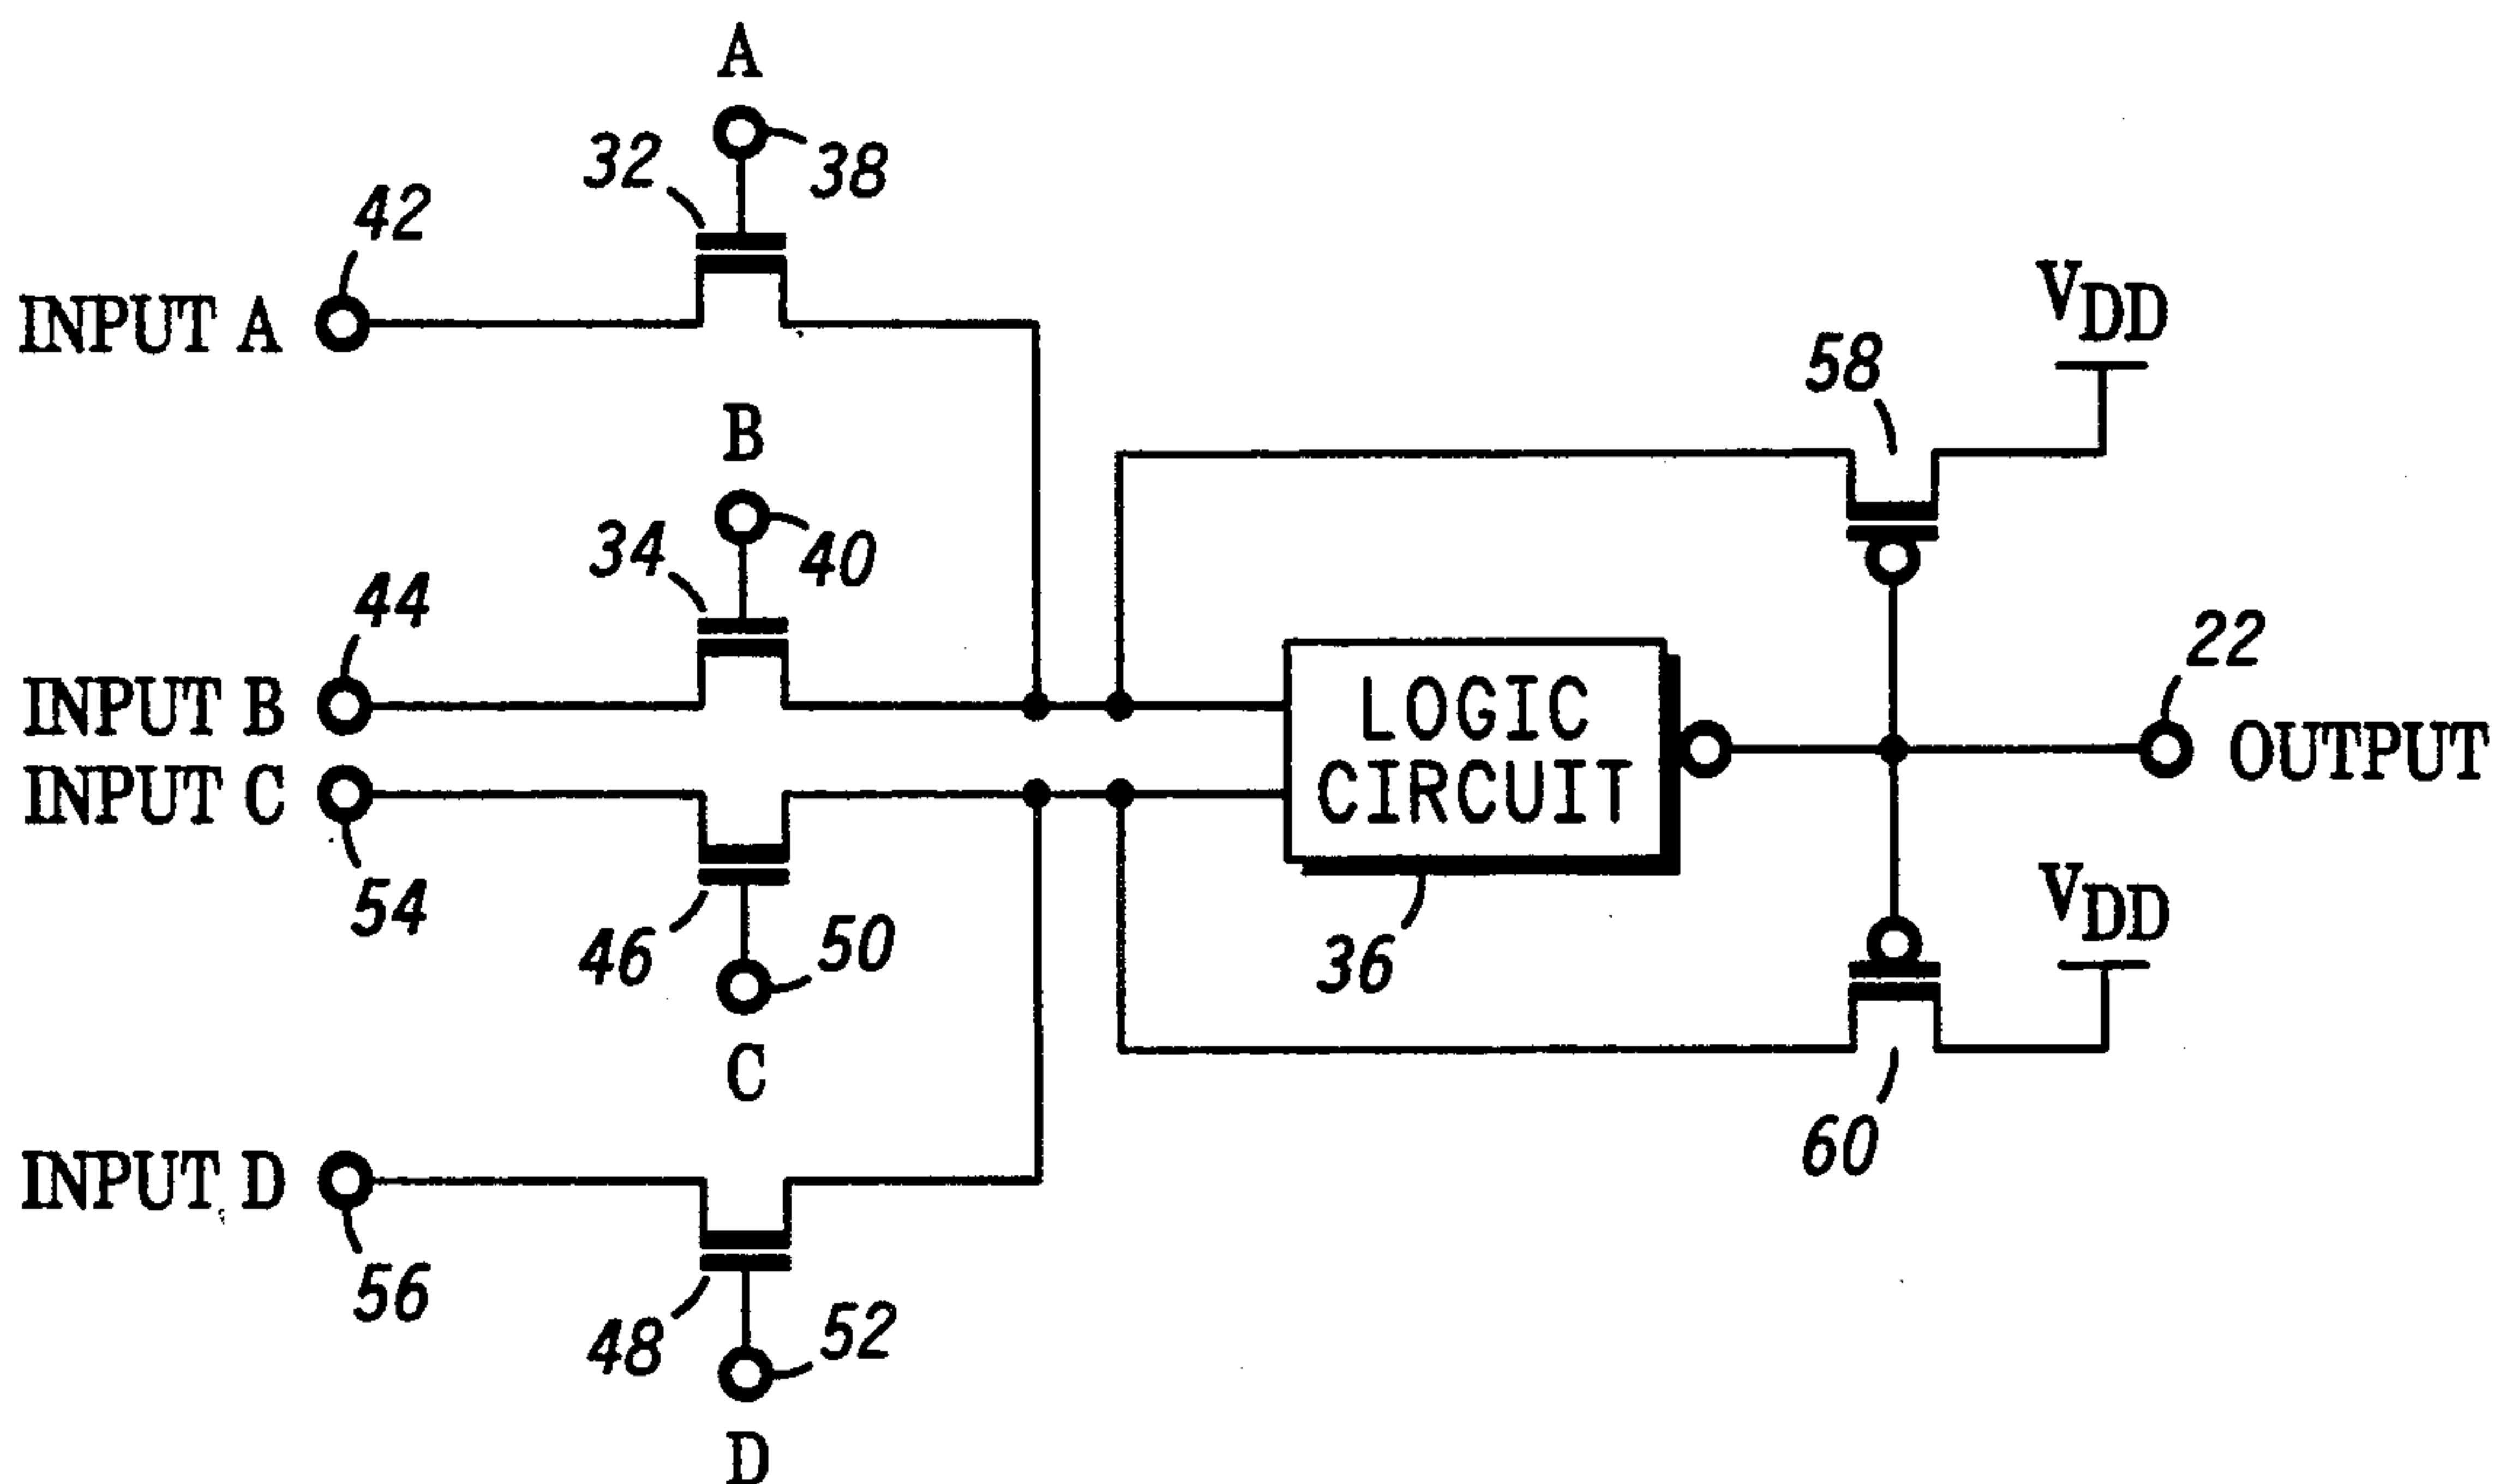 A
38
32
42
INPUT A
VDD
58
B
40
34
44
INPUT B
22
LOGIC
CIRCUIT
OUTPUT
INPUT C
54
46
50
36
VDD
C
60
INPUT D
56
48
52
D